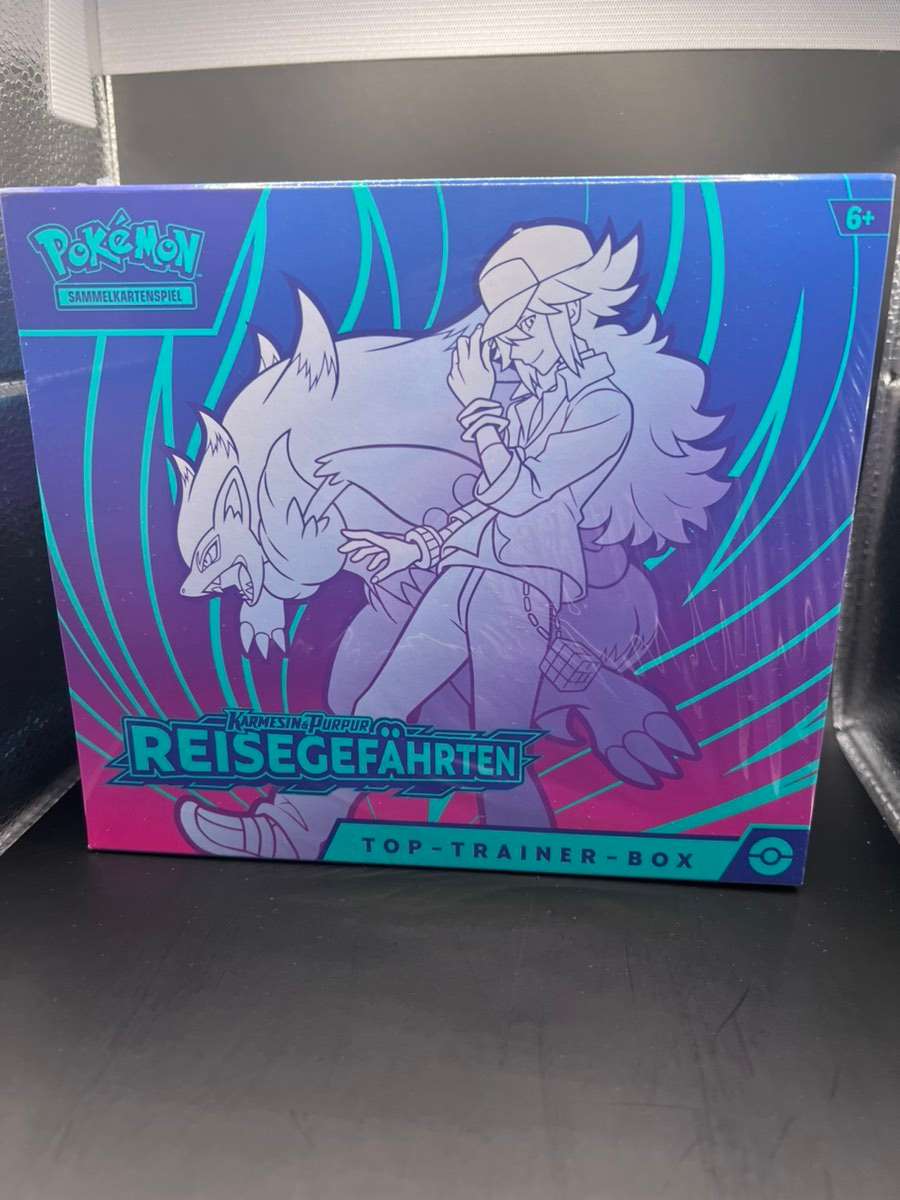 POKéMON
SAMMELKARTENSPIEL
6+
KARMESIN & PURPUR
REISEGEFÄHRTEN
TOP-TRAINER-BOX